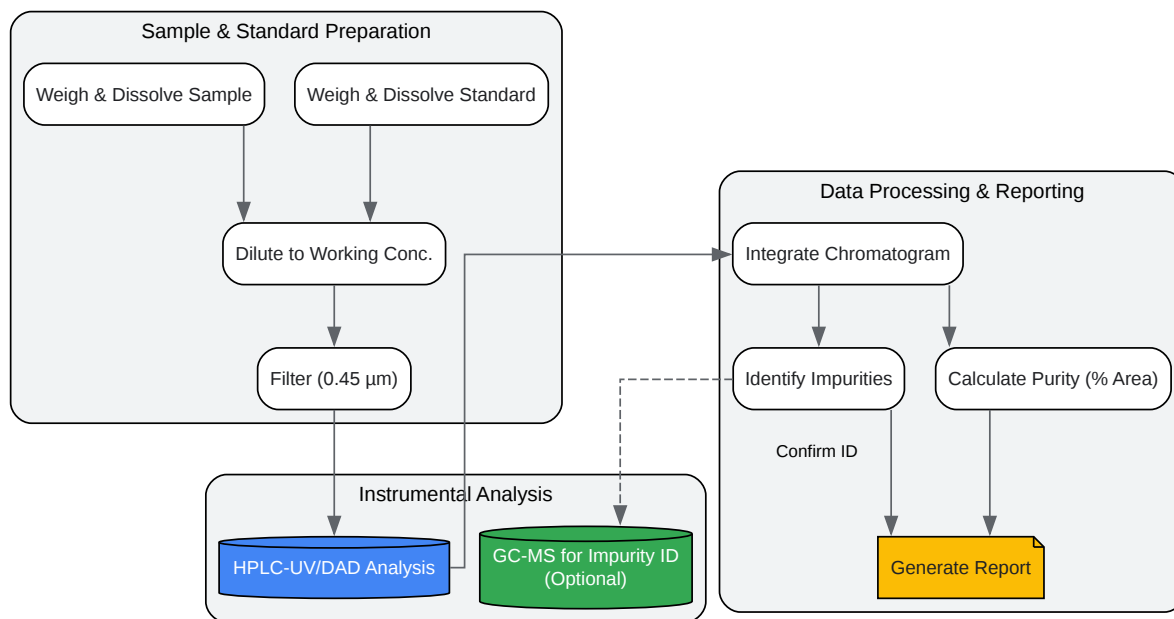 Sample & Standard Preparation
Weigh & Dissolve Sample
Weigh & Dissolve Standard
Dilute to Working Conc.
Filter (0.45 µm)
Instrumental Analysis
HPLC-UV/DAD Analysis
GC-MS for Impurity ID
(Optional)
Data Processing & Reporting
Integrate Chromatogram
Identify Impurities
Calculate Purity (% Area)
Confirm ID
Generate Report